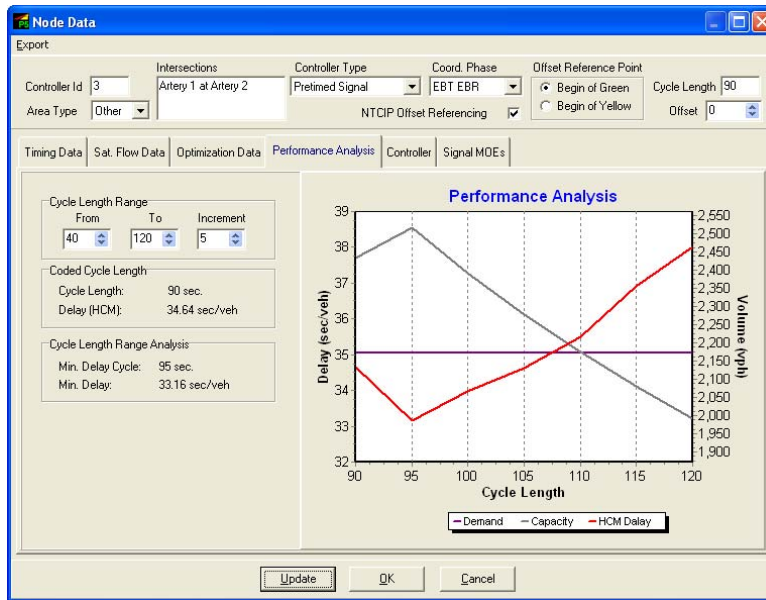 Node Data
Export
Controller Id 3
Area Type Other
Intersections
Artery 1 at Artery 2
Controller Type
Pretimed Signal
Coord. Phase
EBT EBR
NTCIP Offset Referencing
Offset Reference Point
Begin of Green
Begin of Yellow
Cycle Length 90
Offset 0
Timing Data Sat. Flow Data Optimization Data Performance Analysis Controller Signal MOEs
Cycle Length Range
From To Increment
40 120 5
Coded Cycle Length
Cycle Length: 90 sec.
Delay (HCM): 34.64 sec/veh
Cycle Length Range Analysis
Min. Delay Cycle: 95 sec.
Min. Delay: 33.16 sec/veh
Performance Analysis
39
38
37
36
35
34
33
32
Delay (sec/veh)
2,550
2,500
2,450
2,400
2,350
2,300
2,250
2,200
2,150
2,100
2,050
2,000
1,950
1,900
Volume (vph)
90 95 100 105 110 115 120
Cycle Length
Demand Capacity HCM Dalay
Update OK Cancel